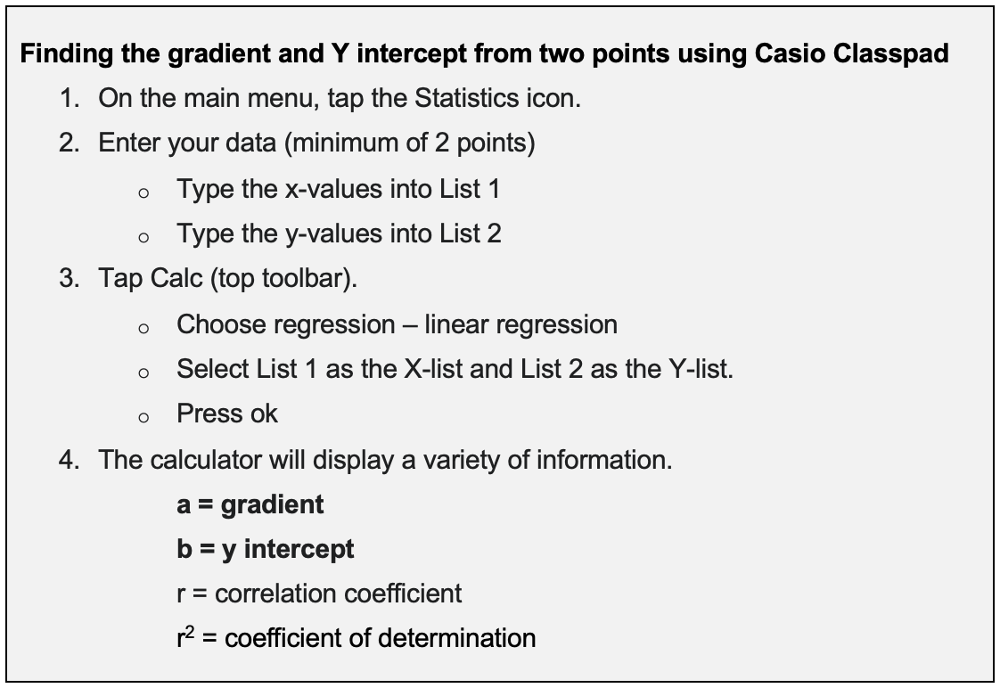 Finding the gradient and Y intercept from two points using Casio Classpad
1. On the main menu, tap the Statistics icon.
2. Enter your data (minimum of 2 points)
○ Type the x-values into List 1
○ Type the y-values into List 2
3. Tap Calc (top toolbar).
○ Choose regression – linear regression
○ Select List 1 as the X-list and List 2 as the Y-list.
○ Press ok
4. The calculator will display a variety of information.
a = gradient
b = y intercept
r = correlation coefficient
r² = coefficient of determination